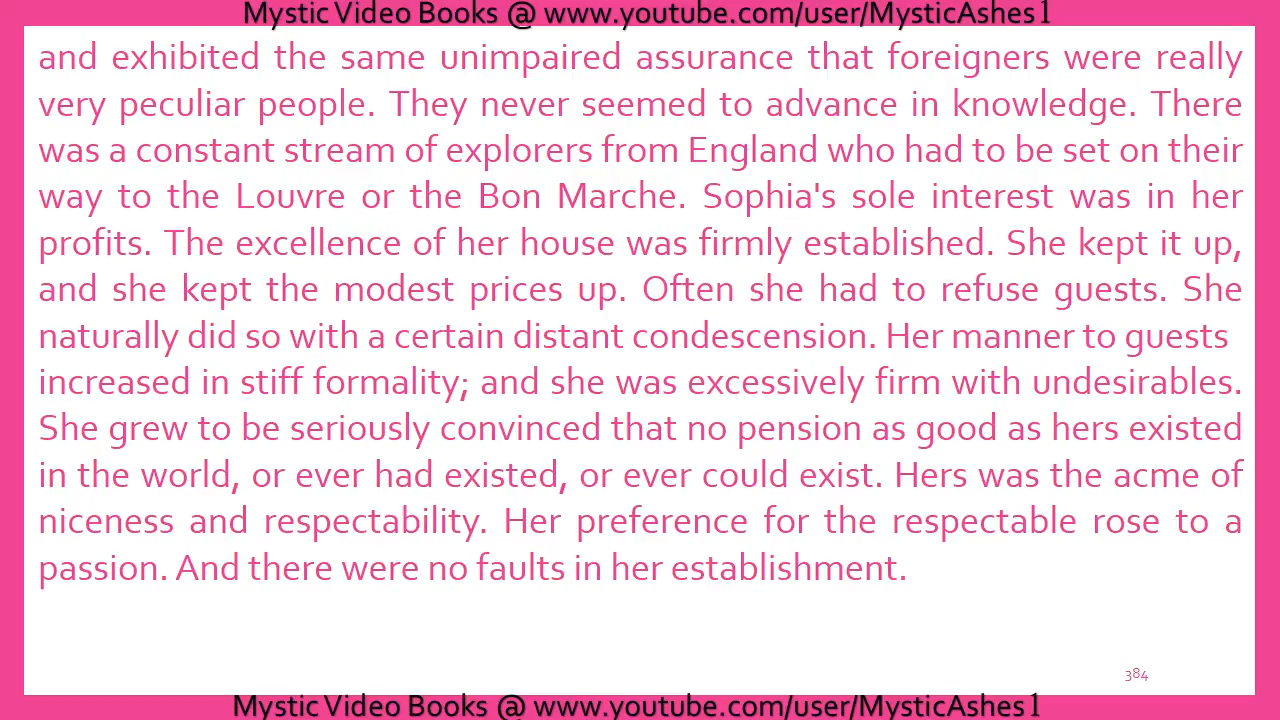 Mystic Video Books @ www.youtube.com/user/MysticAshes1
and exhibited the same unimpaired assurance that foreigners were really
very peculiar people. They never seemed to advance in knowledge. There
was a constant stream of explorers from England who had to be set on their
way to the Louvre or the Bon Marche. Sophia's sole interest was in her
profits. The excellence of her house was firmly established. She kept it up,
and she kept the modest prices up. Often she had to refuse guests. She
naturally did so with a certain distant condescension. Her manner to guests
increased in stiff formality; and she was excessively firm with undesirables.
She grew to be seriously convinced that no pension as good as hers existed
in the world, or ever had existed, or ever could exist. Hers was the acme of
niceness and respectability. Her preference for the respectable rose to a
passion. And there were no faults in her establishment.
384
Mystic Video Books @ www.youtube.com/user/MysticAshes1